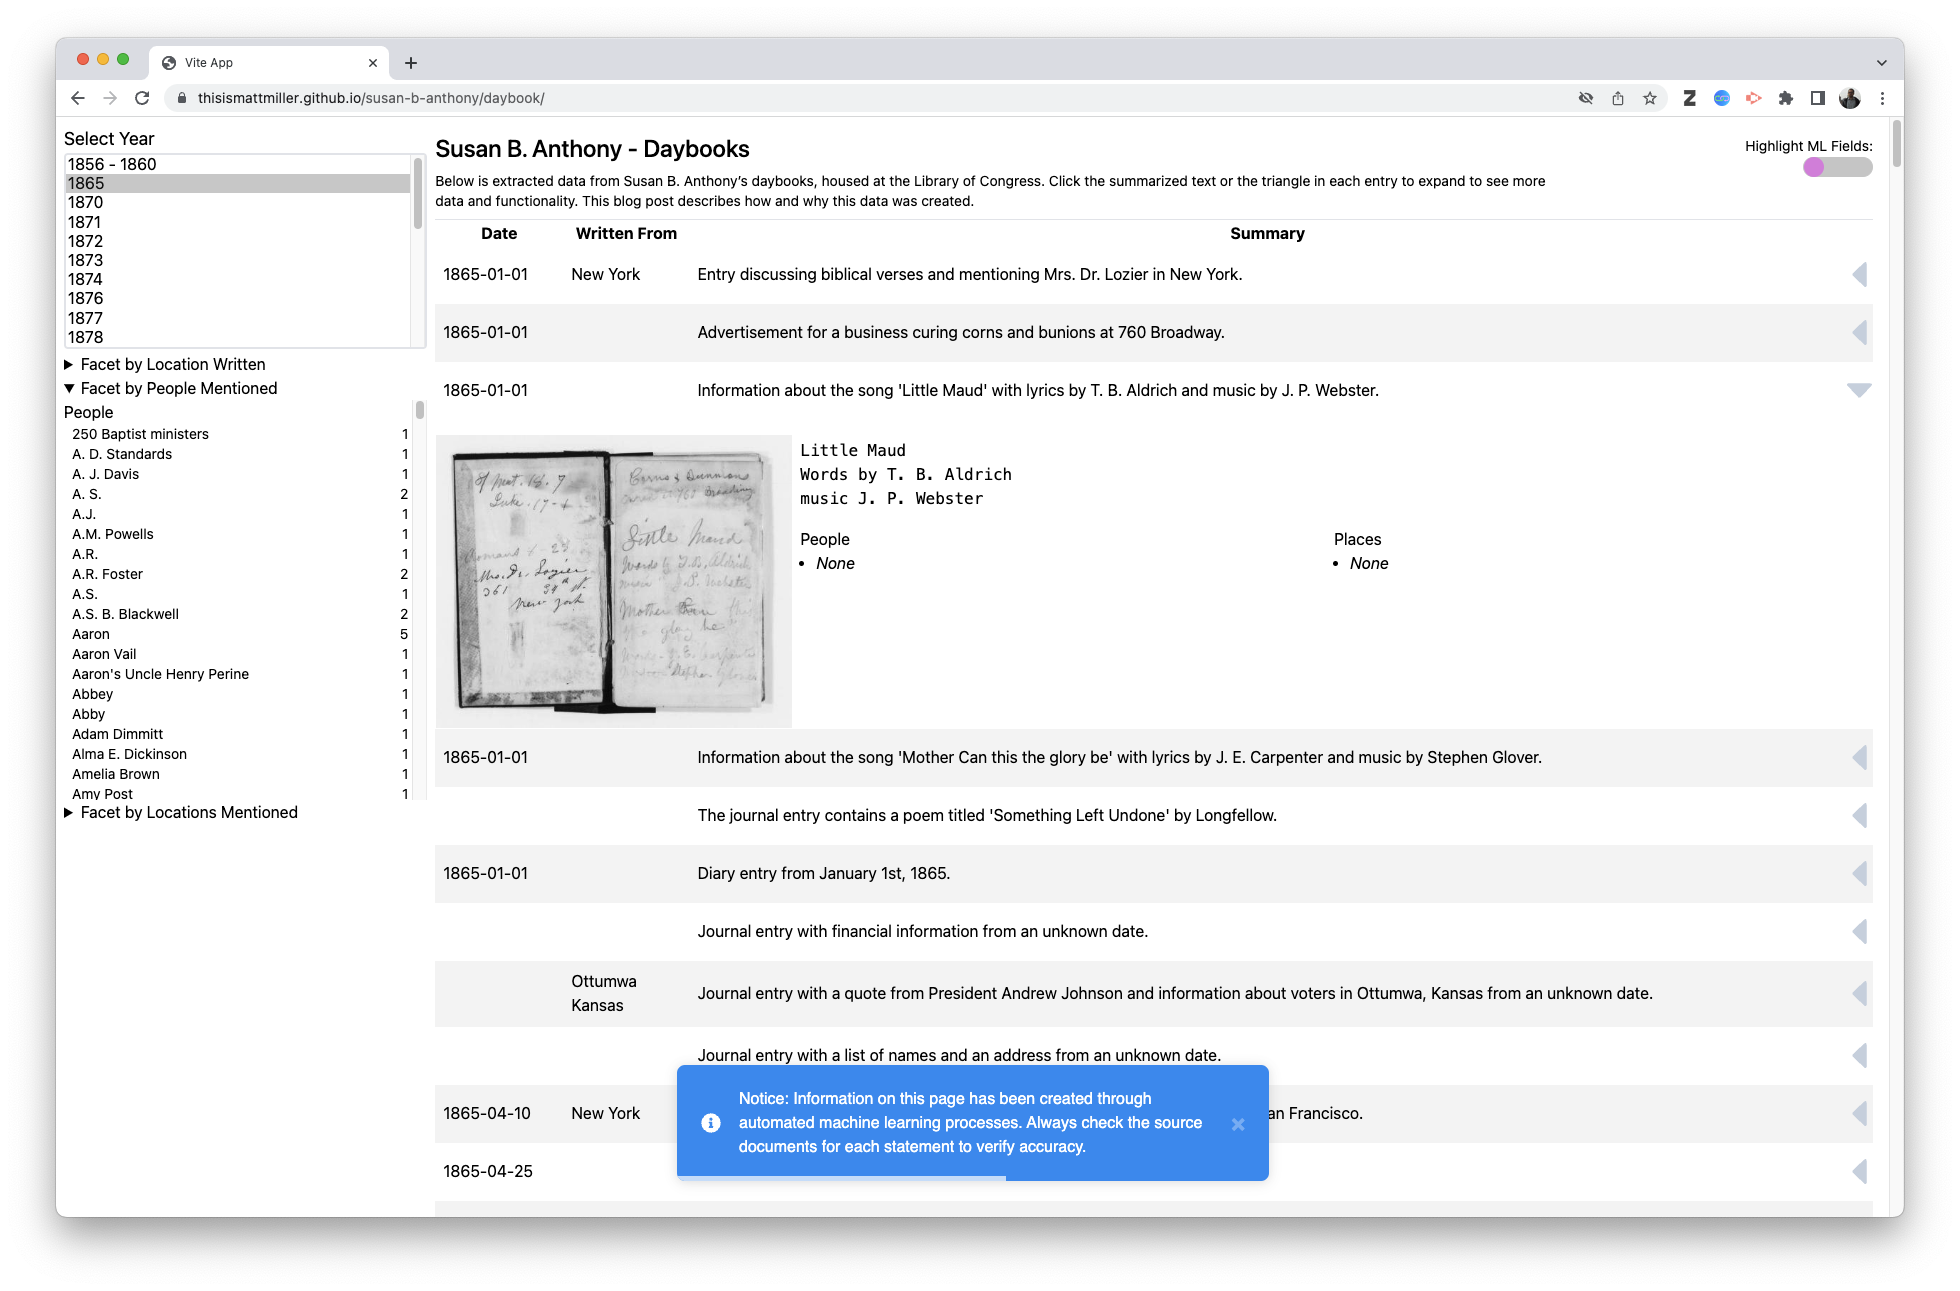 Vite App
thisismattmiller.github.io/susan-b-anthony/daybook/
Select Year
1856 - 1860
1865
1870
1871
1872
1873
1874
1876
1877
1878
Facet by Location Written
Facet by People Mentioned
People
250 Baptist ministers 1
A. D. Standards 1
A. J. Davis 1
A. S. 2
A.J. 1
A.M. Powells 1
A.R. 1
A.R. Foster 2
A.S. 1
A.S. B. Blackwell 2
Aaron 5
Aaron Vail 1
Aaron's Uncle Henry Perine 1
Abbey 1
Abby 1
Adam Dimmitt 1
Alma E. Dickinson 1
Amelia Brown 1
Amy Post 1
Facet by Locations Mentioned
Susan B. Anthony - Daybooks
Highlight ML Fields:
Below is extracted data from Susan B. Anthony's daybooks, housed at the Library of Congress. Click the summarized text or the triangle in each entry to expand to see more
data and functionality. This blog post describes how and why this data was created.
Date Written From Summary
1865-01-01 New York Entry discussing biblical verses and mentioning Mrs. Dr. Lozier in New York.
1865-01-01 Advertisement for a business curing corns and bunions at 760 Broadway.
1865-01-01 Information about the song 'Little Maud' with lyrics by T. B. Aldrich and music by J. P. Webster.
Luke. 17-4
Mrs. Dr. Lozier
361 34th St.
New York
Little Maud
Words by T. B. Aldrich
Little Maud
Words by T. B. Aldrich
music J. P. Webster
People
None
Places
None
1865-01-01 Information about the song 'Mother Can this the glory be' with lyrics by J. E. Carpenter and music by Stephen Glover.
The journal entry contains a poem titled 'Something Left Undone' by Longfellow.
1865-01-01 Diary entry from January 1st, 1865.
Journal entry with financial information from an unknown date.
Ottumwa
Kansas
Journal entry with a quote from President Andrew Johnson and information about voters in Ottumwa, Kansas from an unknown date.
Journal entry with a list of names and an address from an unknown date.
1865-04-10 New York an Francisco.
1865-04-25
Notice: Information on this page has been created through
automated machine learning processes. Always check the source
documents for each statement to verify accuracy.